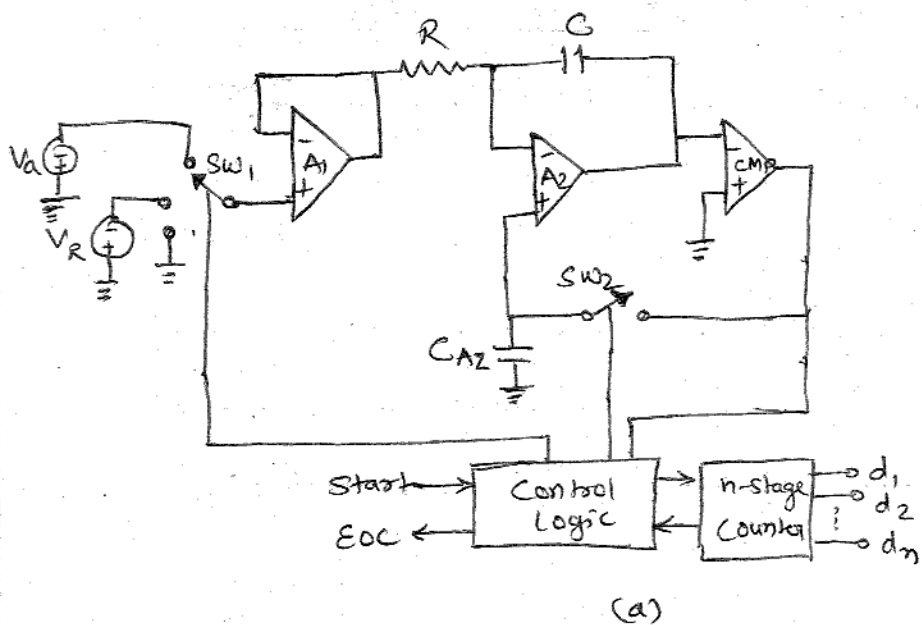 R
C
Va
SW1
A1
A2
CMP
VR
SW2
CAZ
Start
EOC
Control
Logic
n-stage
Counter
d1
d2
dn
(a)